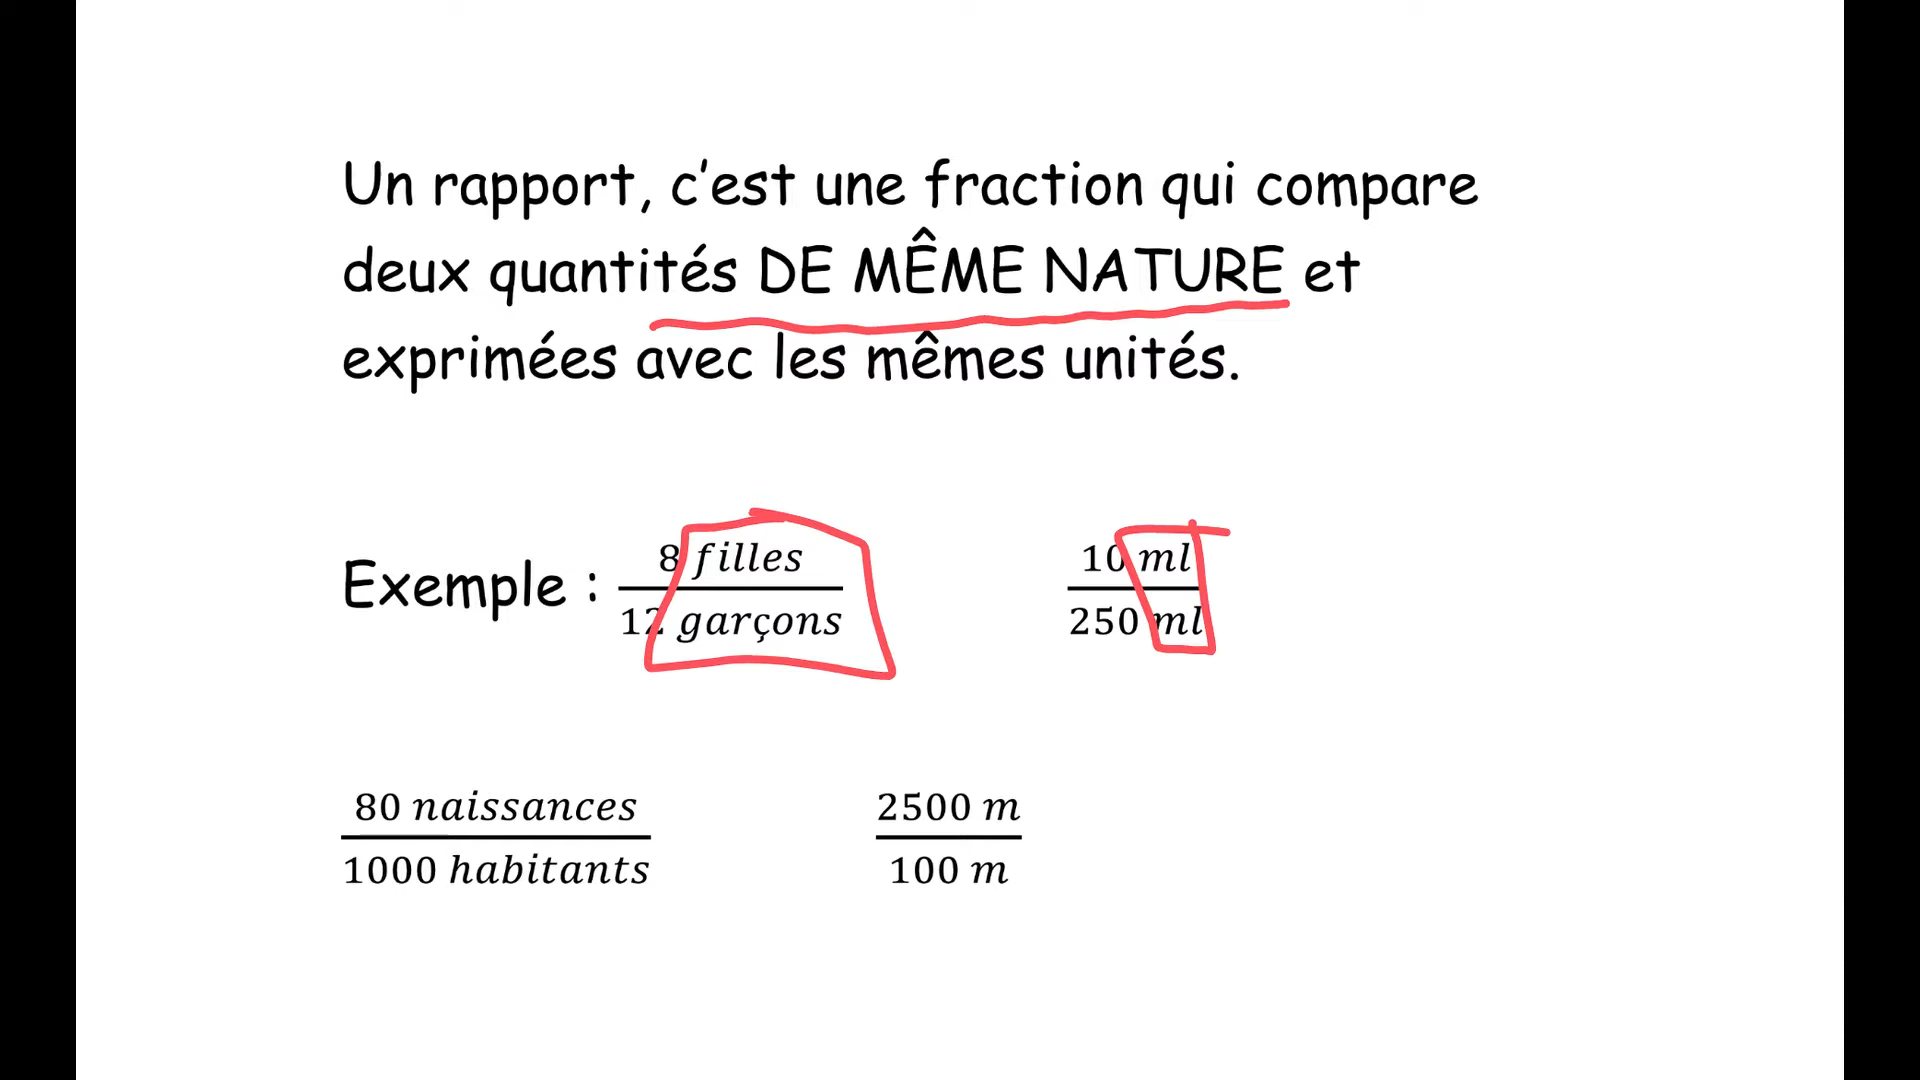 Un rapport, c'est une fraction qui compare
deux quantités DE MÊME NATURE et
exprimées avec les mêmes unités.
Exemple : 8 filles / 12 garçons
10 ml / 250 ml
80 naissances / 1000 habitants
2500 m / 100 m